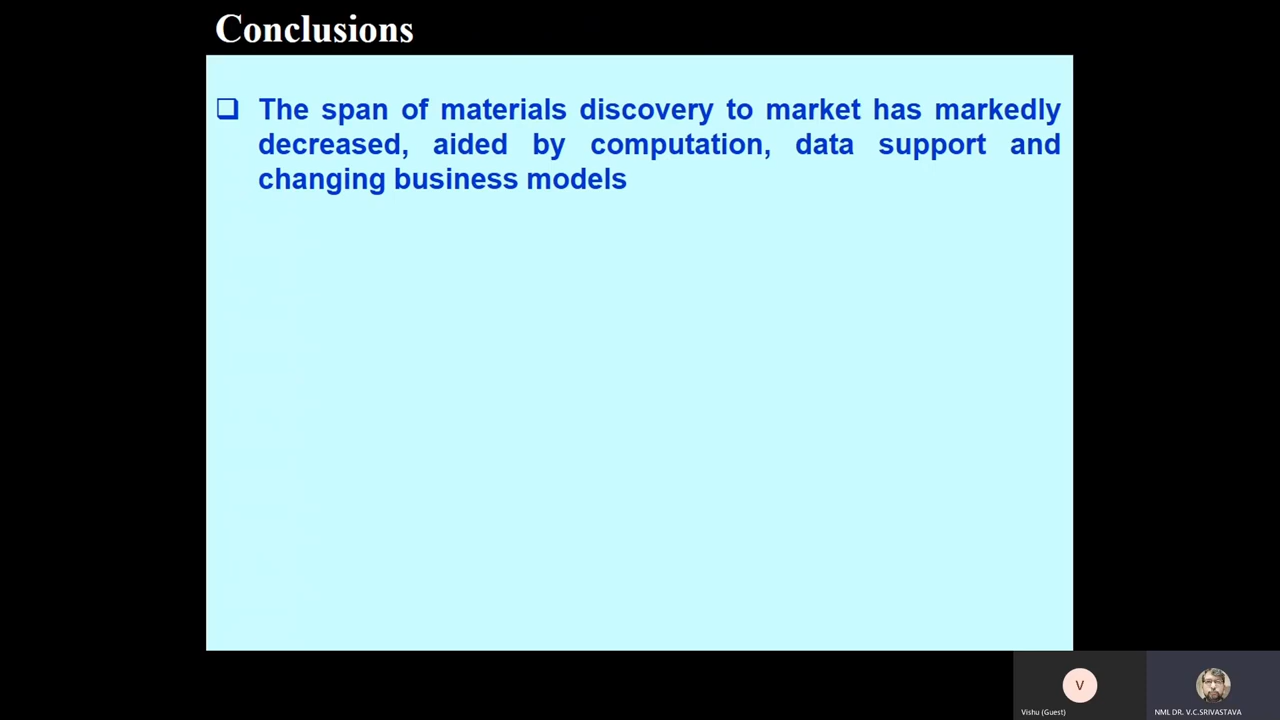 Conclusions
❑ The span of materials discovery to market has markedly
decreased, aided by computation, data support and
changing business models
V
Vishu (Guest)
NML DR. V.C.SRIVASTAVA